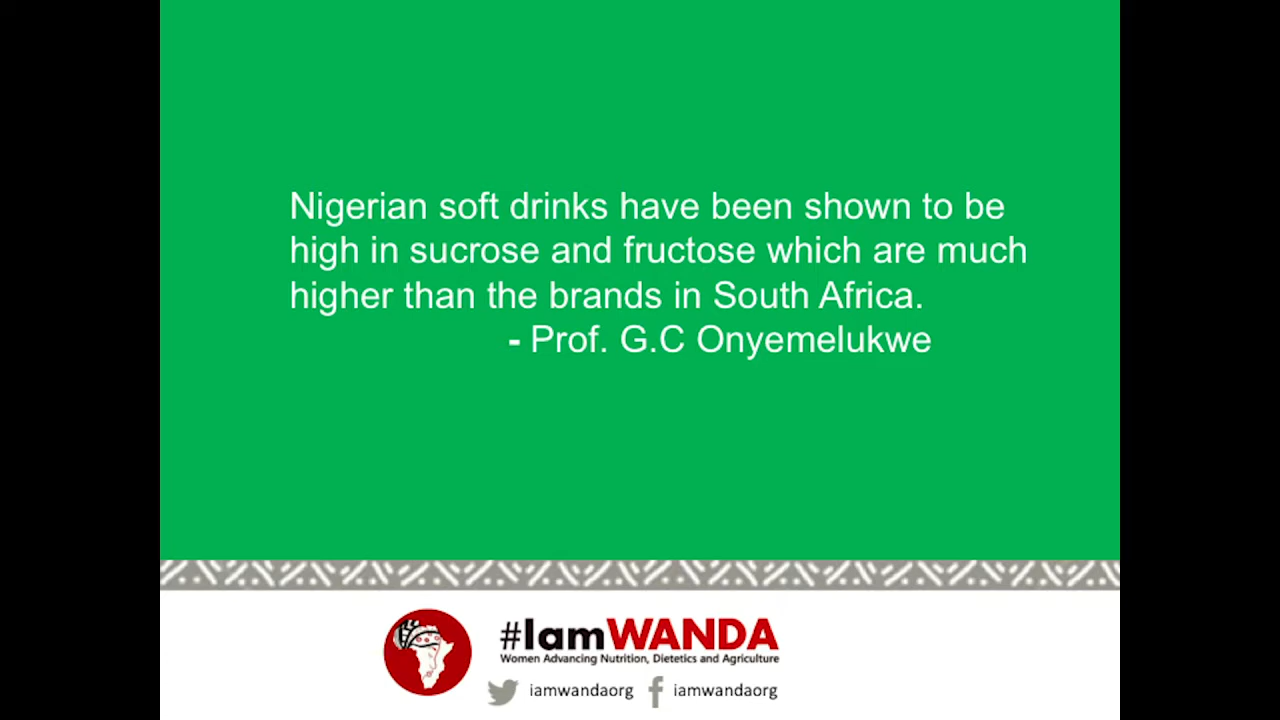 Nigerian soft drinks have been shown to be
high in sucrose and fructose which are much
higher than the brands in South Africa.
- Prof. G.C Onyemelukwe
#IamWANDA
Women Advancing Nutrition, Dietetics and Agriculture
iamwandaorg iamwandaorg